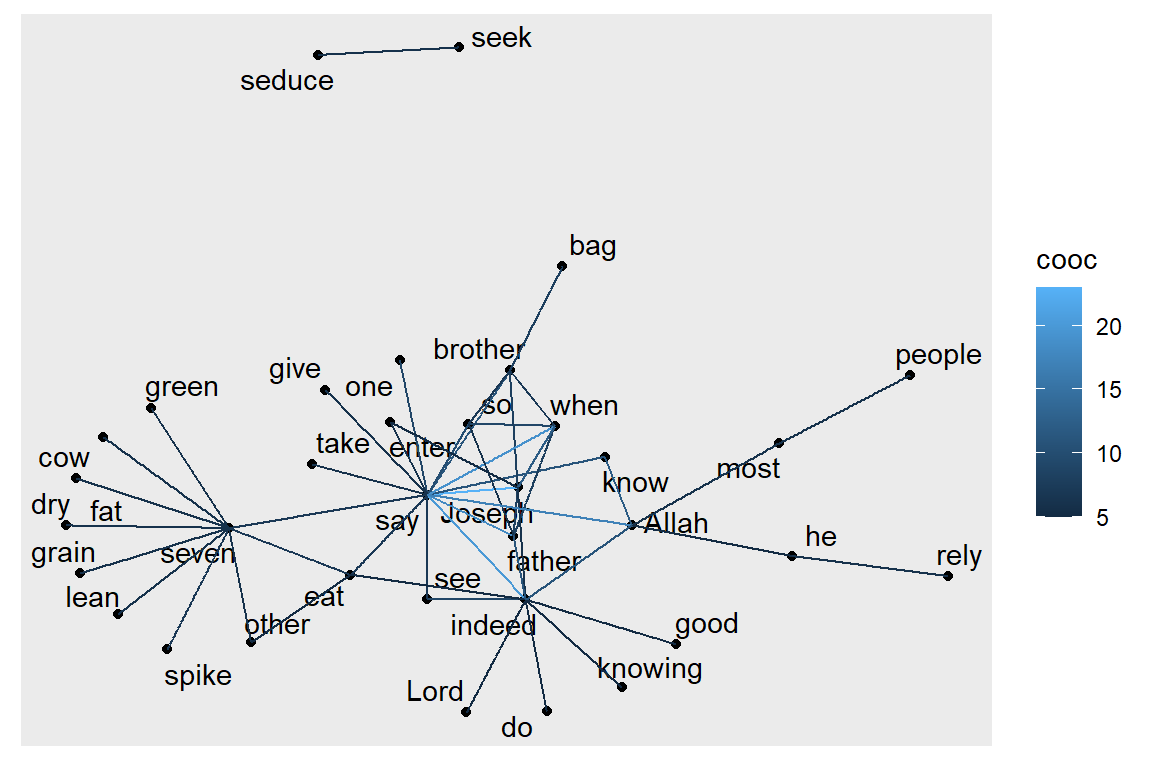 seek
seduce
bag
brother
people
give
one
green
so
when
take
enter
cow
most
know
dry
fat
say
Joseph
Allah
he
grain
seven
father
rely
see
lean
eat
other
indeed
good
spike
knowing
Lord
do
cooc
20
15
10
5